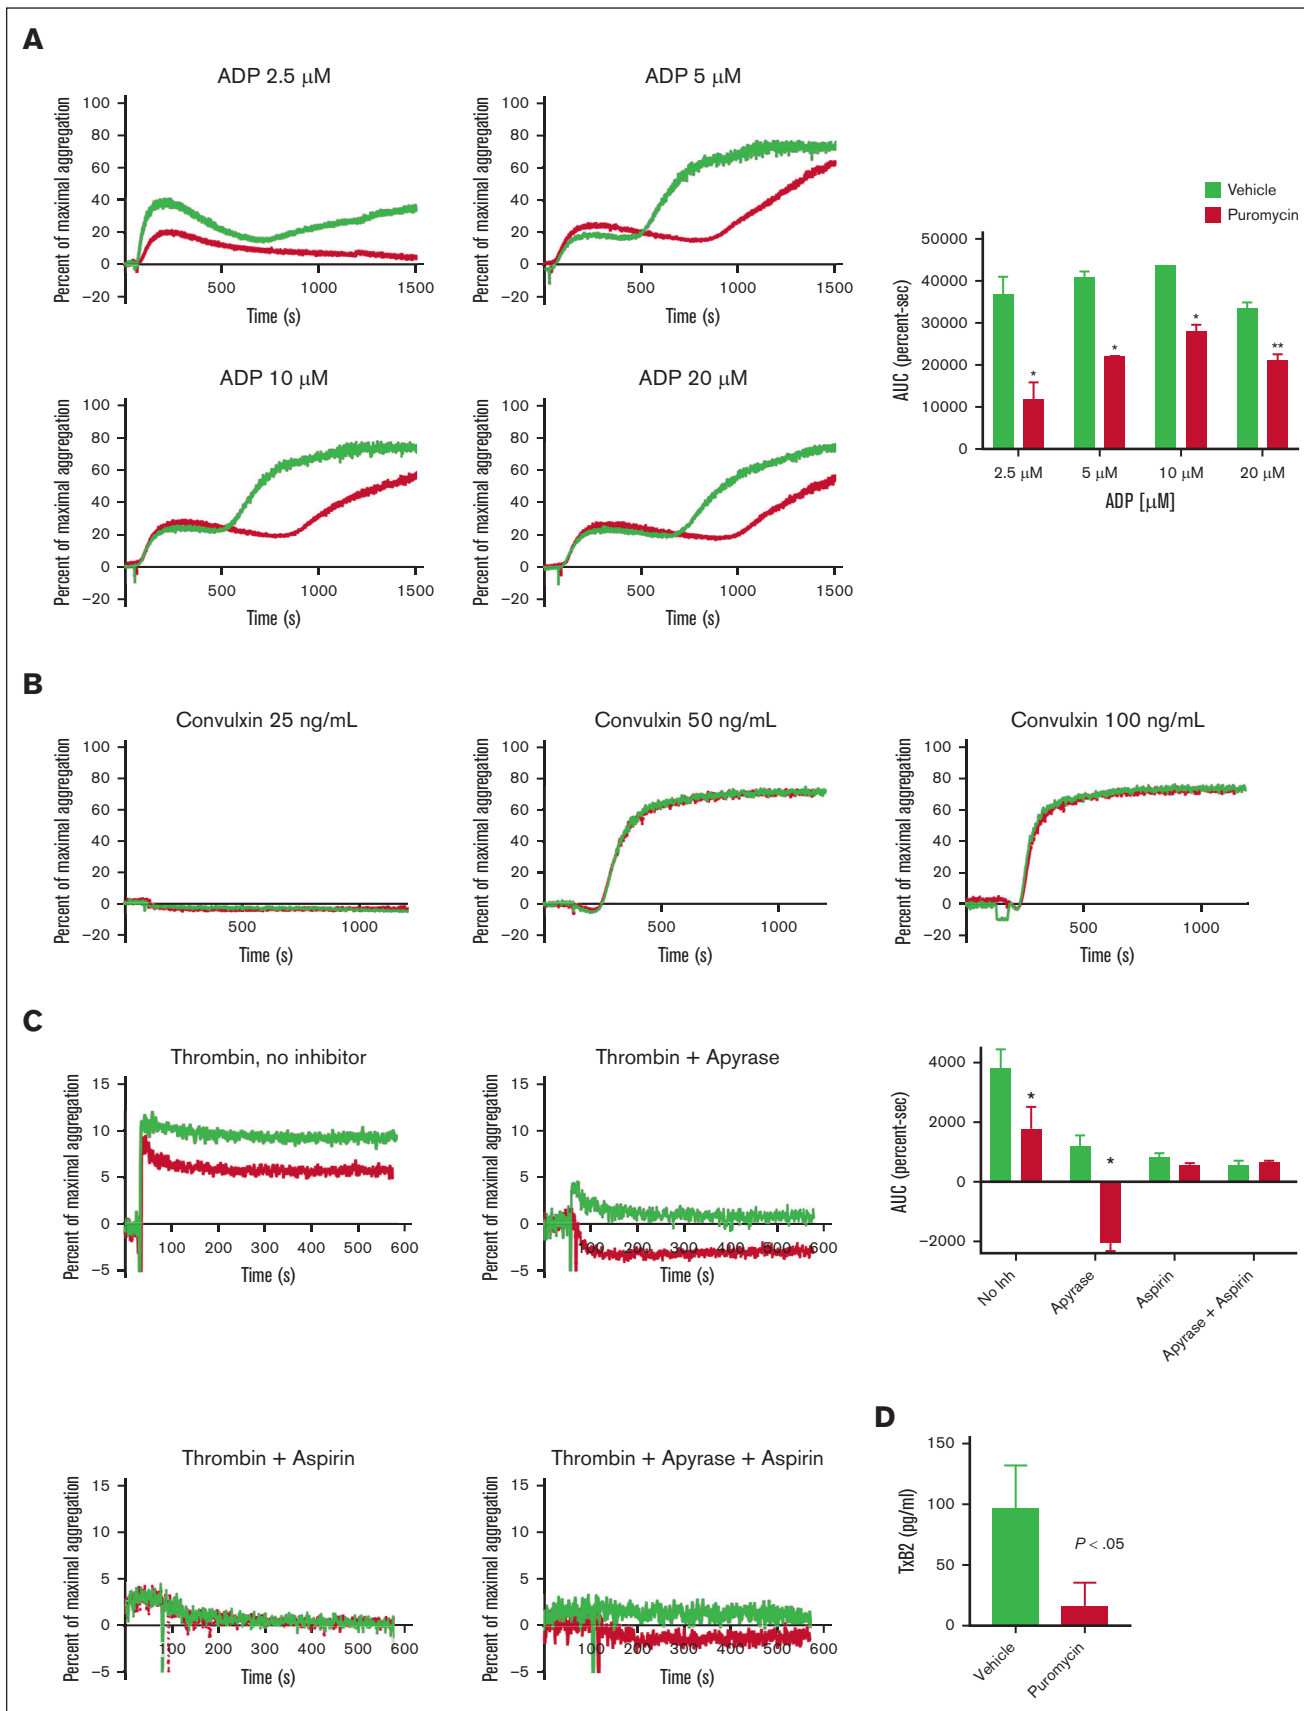 A
ADP 2.5 μM
Percent of maximal aggregation
100
80
60
40
20
0
−20
500
1000
1500
Time (s)
ADP 5 μM
Percent of maximal aggregation
100
80
60
40
20
0
−20
500
1000
1500
Time (s)
Vehicle
Puromycin
AUC (percent-sec)
50000
40000
30000
20000
10000
0
*
*
*
**
2.5 μM
5 μM
10 μM
20 μM
ADP [μM]
ADP 10 μM
Percent of maximal aggregation
100
80
60
40
20
0
−20
500
1000
1500
Time (s)
ADP 20 μM
Percent of maximal aggregation
100
80
60
40
20
0
−20
500
1000
1500
Time (s)
B
Convulxin 25 ng/mL
Percent of maximal aggregation
100
80
60
40
20
0
−20
500
1000
Time (s)
Convulxin 50 ng/mL
Percent of maximal aggregation
100
80
60
40
20
0
−20
500
1000
Time (s)
Convulxin 100 ng/mL
Percent of maximal aggregation
100
80
60
40
20
0
−20
500
1000
Time (s)
C
Thrombin, no inhibitor
Percent of maximal aggregation
15
10
5
0
−5
100
200
300
400
500
600
Time (s)
Thrombin + Apyrase
Percent of maximal aggregation
15
10
5
0
−5
100
200
300
400
500
600
Time (s)
AUC (percent-sec)
4000
2000
0
−2000
*
*
No Inh
Apyrase
Aspirin
Apyrase + Aspirin
Thrombin + Aspirin
Percent of maximal aggregation
15
10
5
0
−5
100
200
300
400
500
600
Time (s)
Thrombin + Apyrase + Aspirin
Percent of maximal aggregation
15
10
5
0
−5
100
200
300
400
500
600
Time (s)
D
TxB2 (pg/ml)
150
100
50
0
P < .05
Vehicle
Puromycin